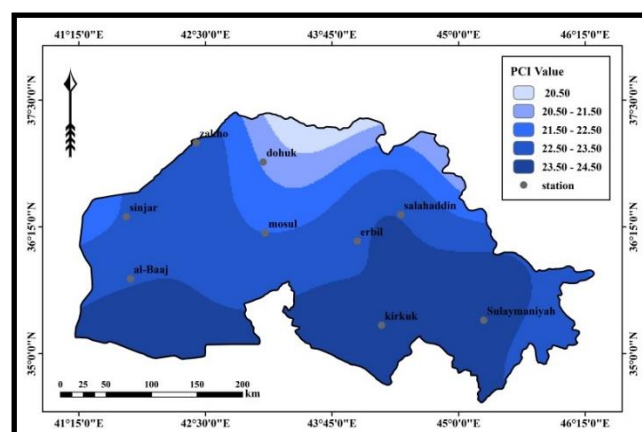 41°15'0"E 42°30'0"E 43°45'0"E 45°0'0"E 46°15'0"E
37°30'0"N
36°15'0"N
35°0'0"N
PCI Value
20.50
20.50 - 21.50
21.50 - 22.50
22.50 - 23.50
23.50 - 24.50
station
zakho
dohuk
sinjar
salahaddin
mosul
erbil
al-Baaj
kirkuk
Sulaymaniyah
0 25 50 100 150 200
km
37°30'0"N
36°15'0"N
35°0'0"N
41°15'0"E 42°30'0"E 43°45'0"E 45°0'0"E 46°15'0"E